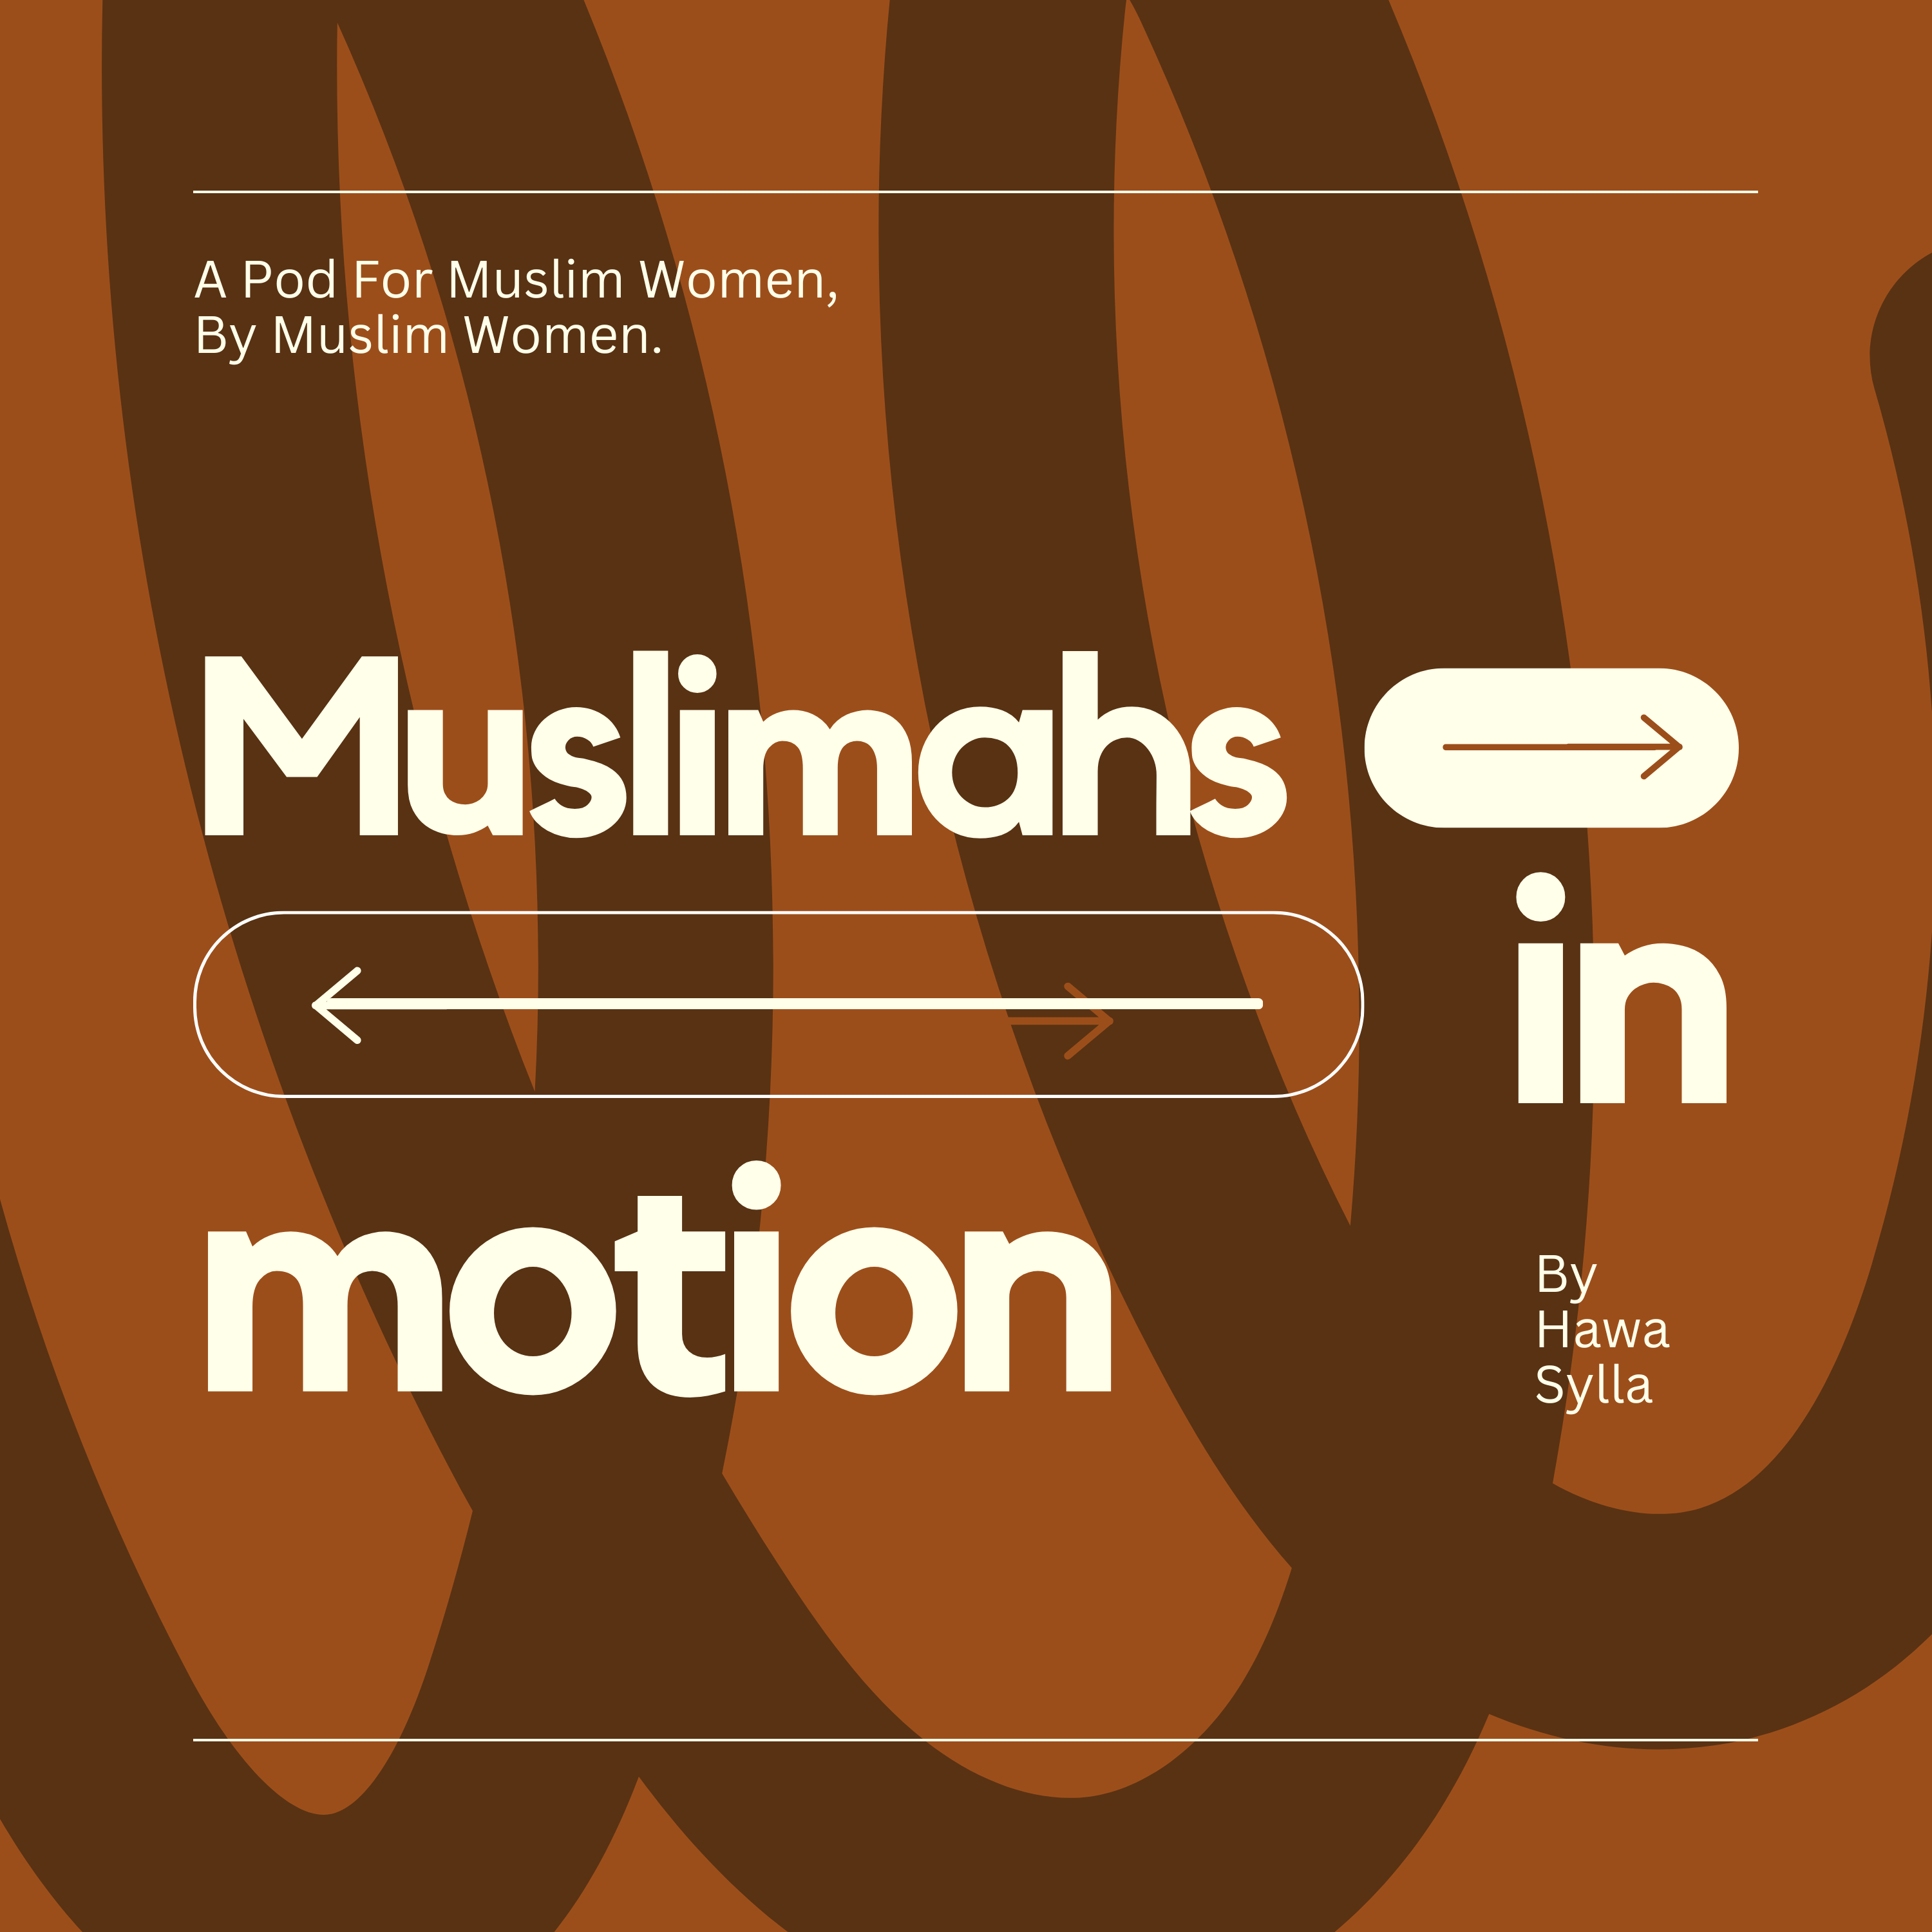 A Pod For Muslim Women,
By Muslim Women.
Muslimahs
in
motion
By
Hawa
Sylla